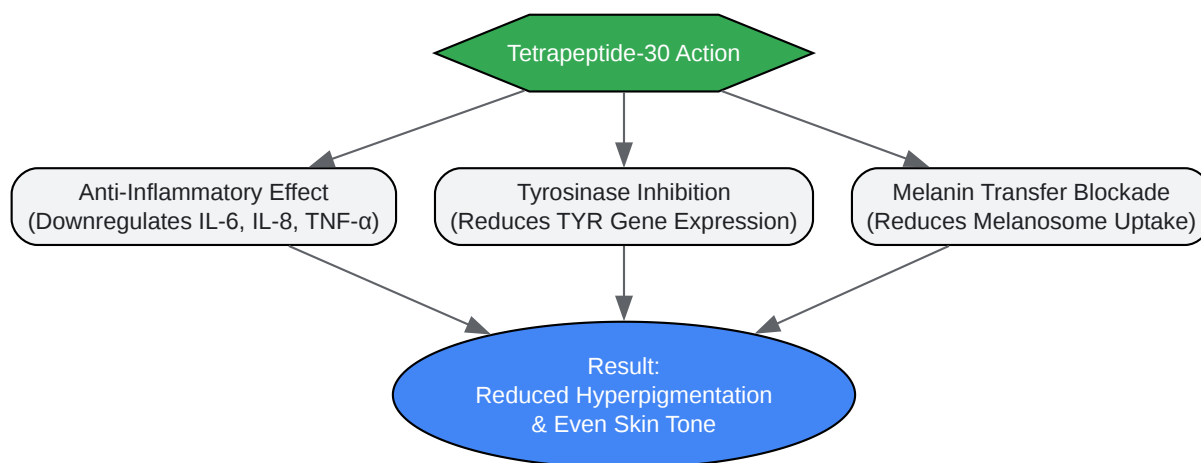 Tetrapeptide-30 Action
Anti-Inflammatory Effect
(Downregulates IL-6, IL-8, TNF-α)
Tyrosinase Inhibition
(Reduces TYR Gene Expression)
Melanin Transfer Blockade
(Reduces Melanosome Uptake)
Result:
Reduced Hyperpigmentation
& Even Skin Tone